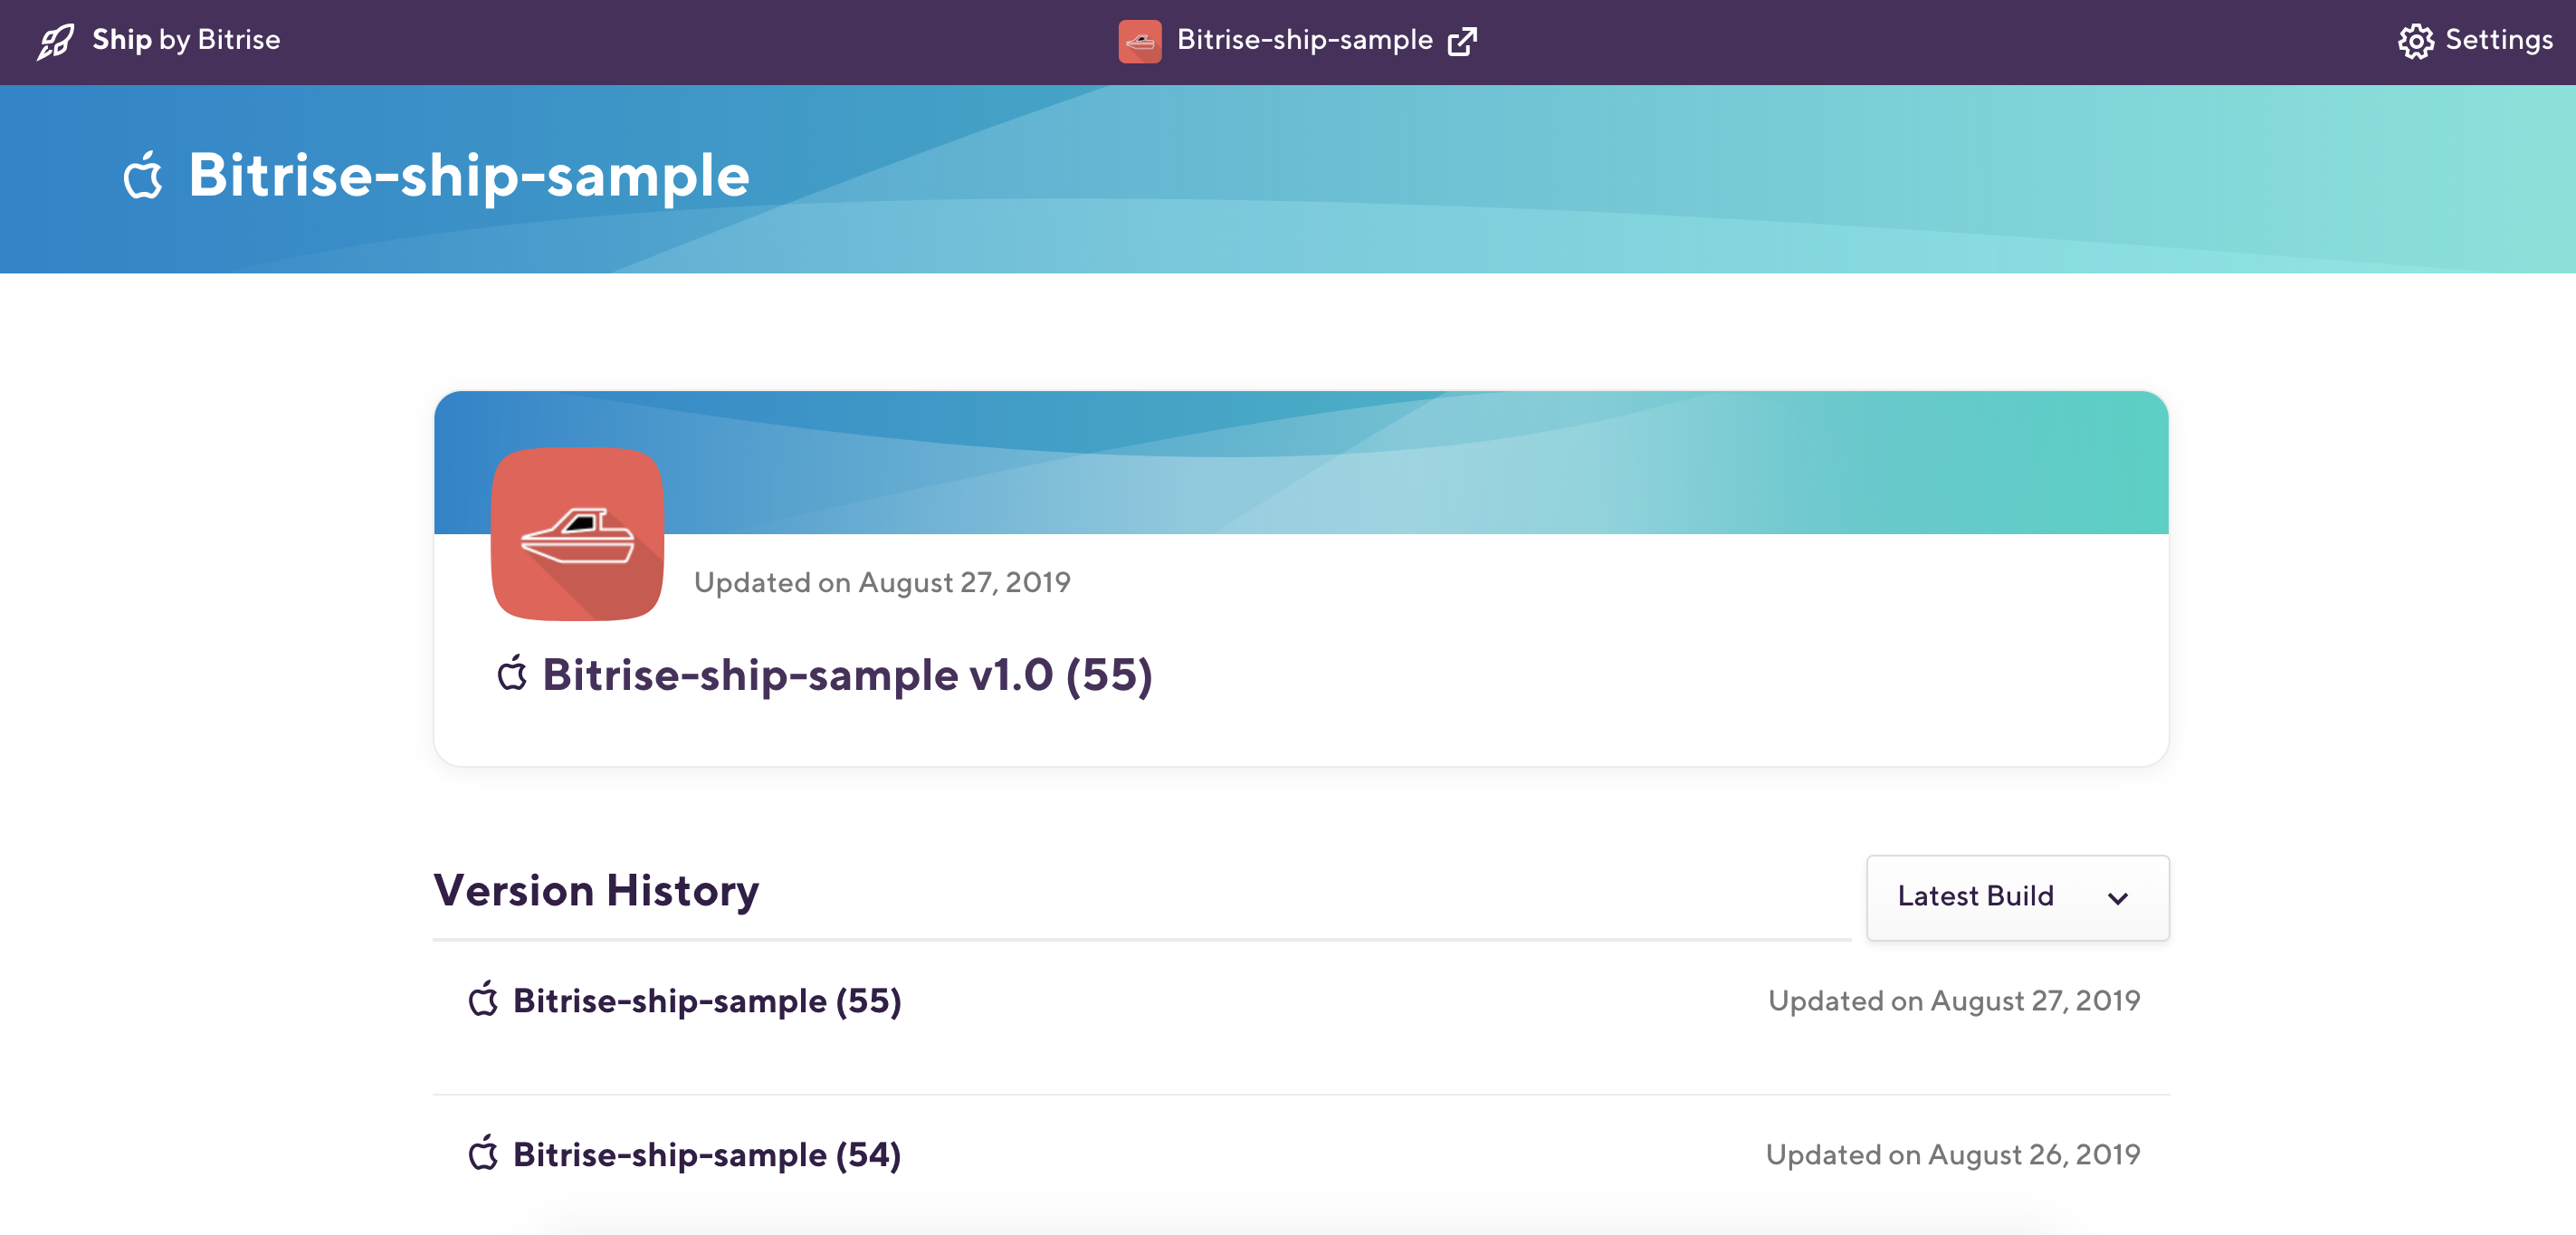 Ship by Bitrise
Bitrise-ship-sample
Settings
Bitrise-ship-sample
Updated on August 27, 2019
Bitrise-ship-sample v1.0 (55)
Version History
Latest Build
Bitrise-ship-sample (55)
Updated on August 27, 2019
Bitrise-ship-sample (54)
Updated on August 26, 2019